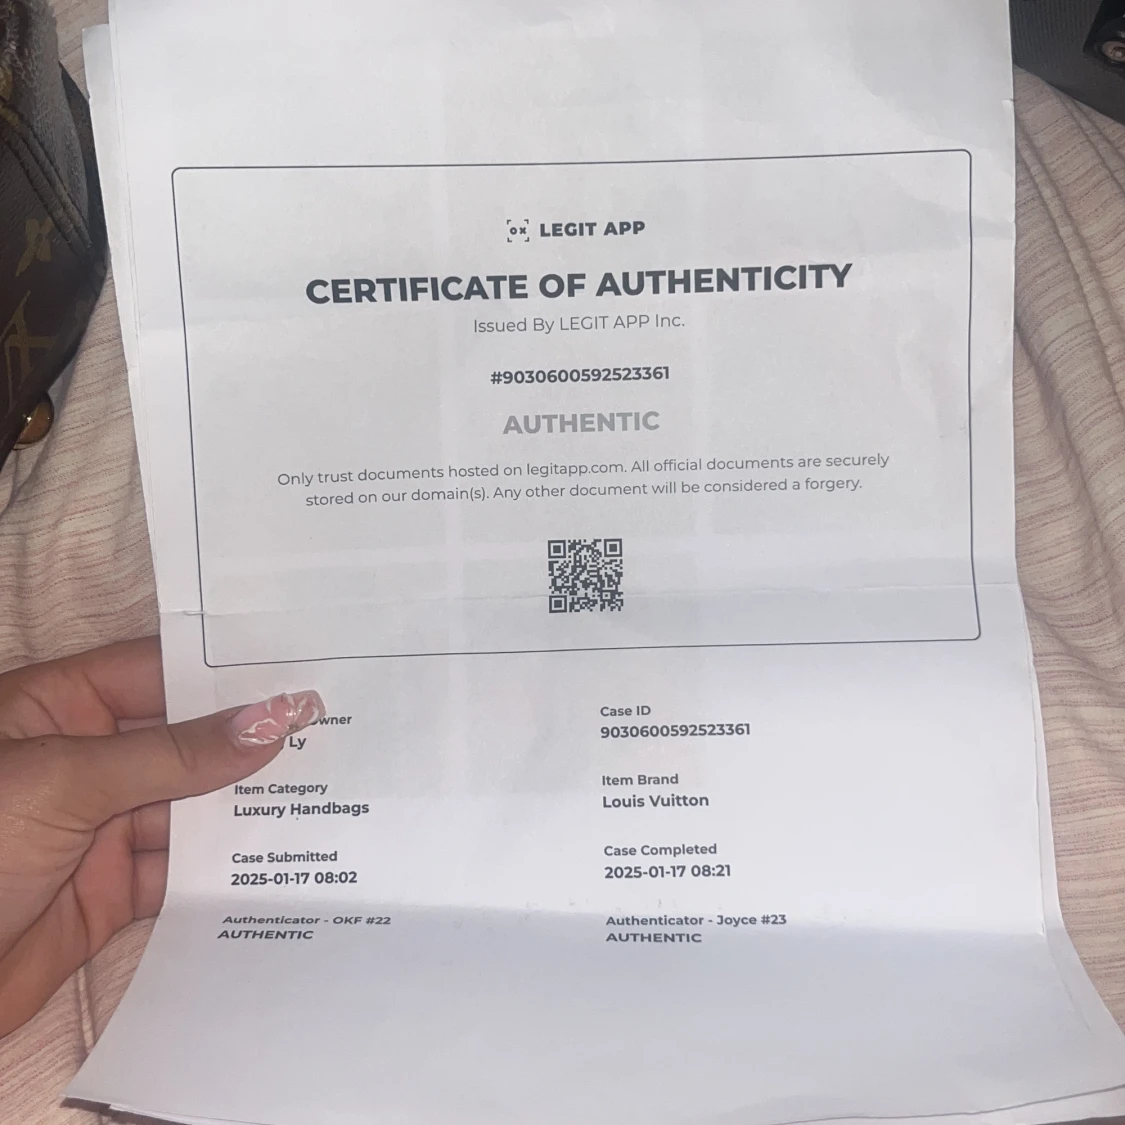 LEGIT APP
CERTIFICATE OF AUTHENTICITY
Issued By LEGIT APP Inc.
#9030600592523361
AUTHENTIC
Only trust documents hosted on legitapp.com. All official documents are securely
stored on our domain(s). Any other document will be considered a forgery.
Ly
Item Category
Luxury Handbags
Case Submitted
2025-01-17 08:02
Authenticator - OKF #22
AUTHENTIC
Case ID
9030600592523361
Item Brand
Louis Vuitton
Case Completed
2025-01-17 08:21
Authenticator - Joyce #23
AUTHENTIC